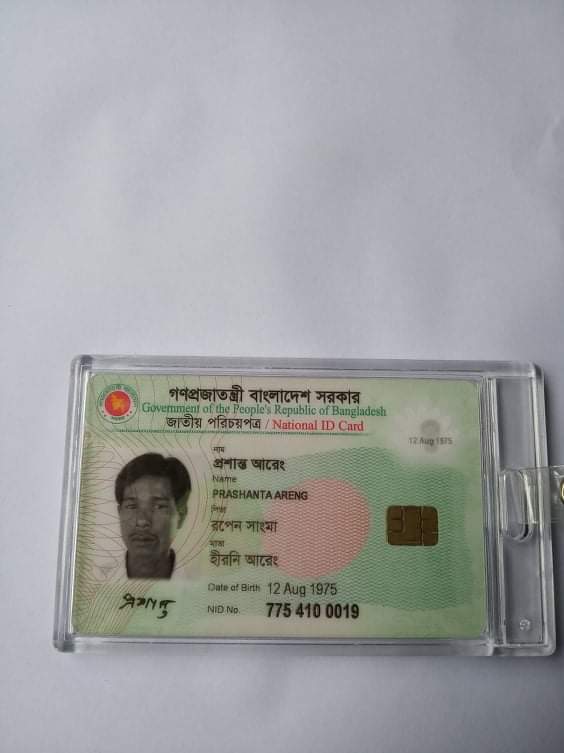 গণপ্রজাতন্ত্রী বাংলাদেশ সরকার
Government of the People's Republic of Bangladesh
জাতীয় পরিচয়পত্র / National ID Card
12 Aug 1975
নাম
প্রশান্ত আরেং
Name
PRASHANTA ARENG
পিতা
রপেন সাংমা
মাতা
হীরনি আরেং
Date of Birth 12 Aug 1975
NID No. 775 410 0019
প্রশান্ত